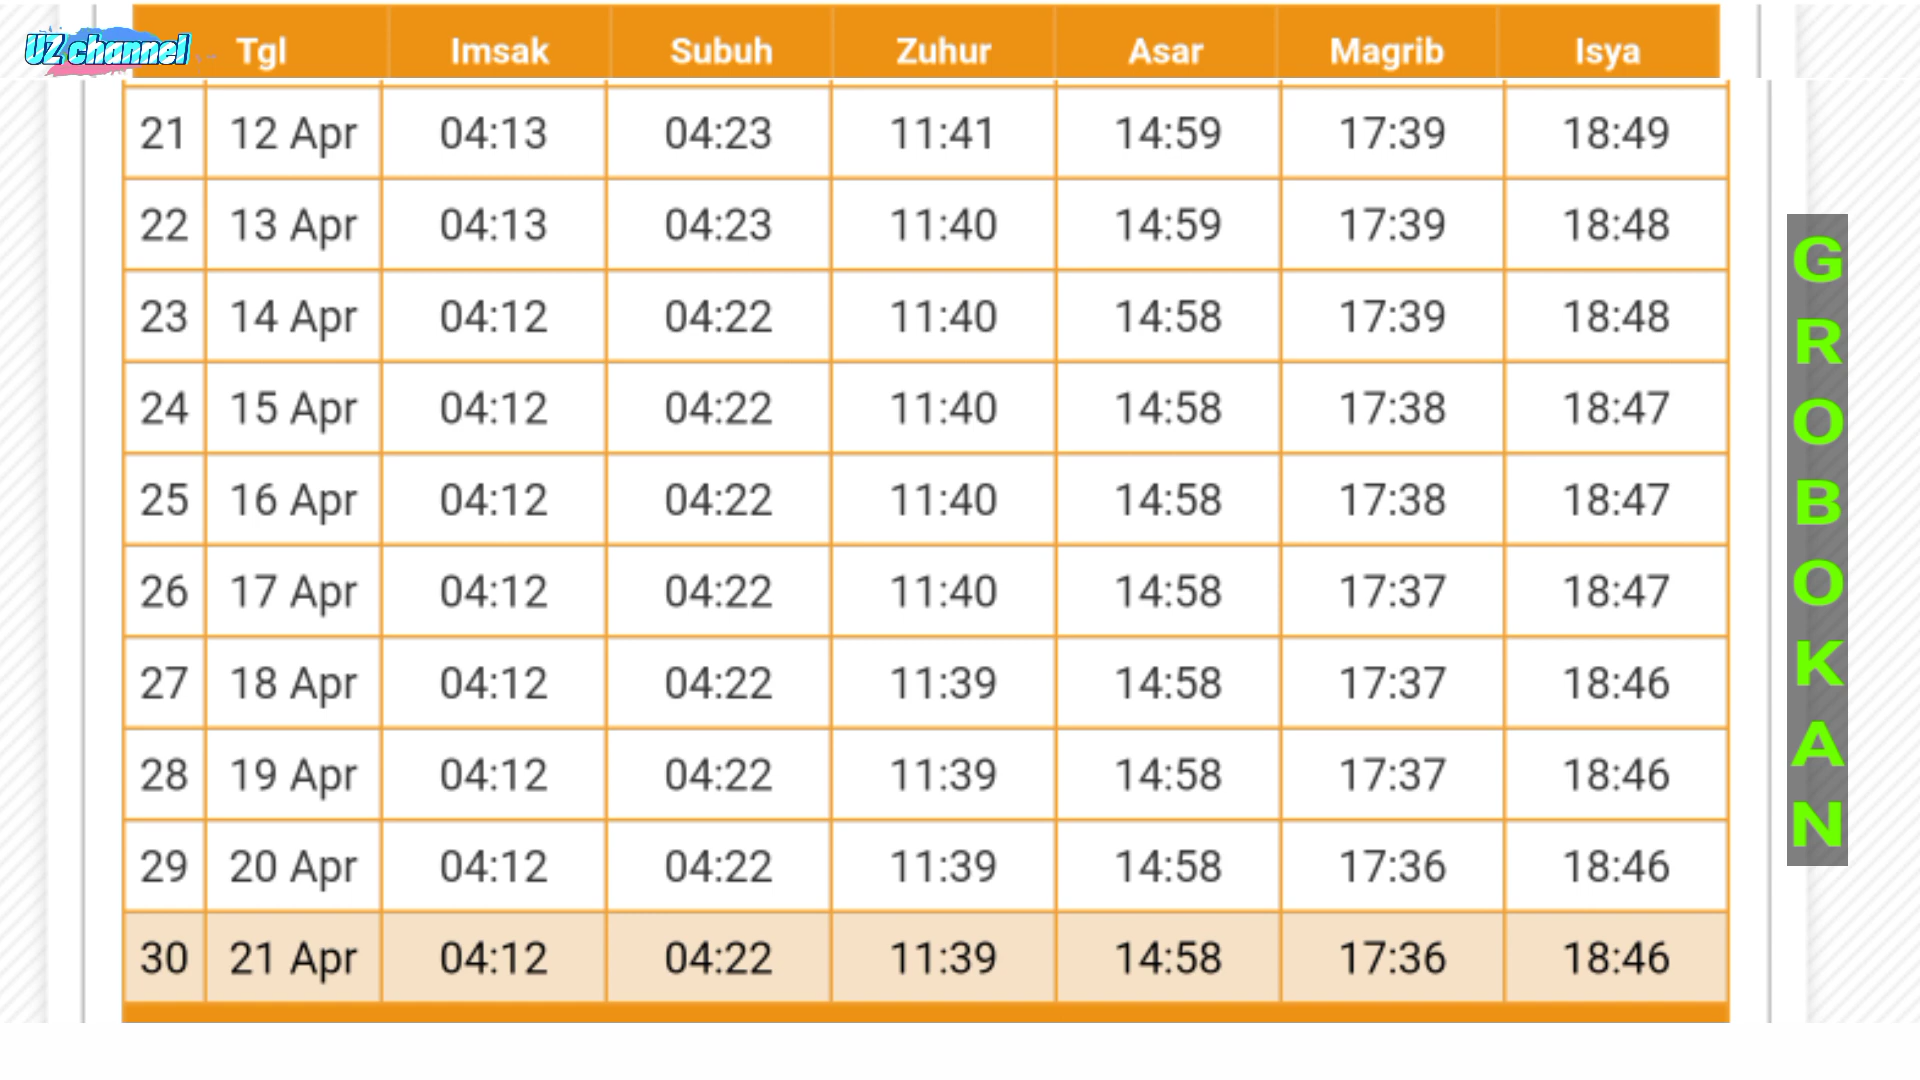 UZ channel
Tgl Imsak Subuh Zuhur Asar Magrib Isya
21 12 Apr 04:13 04:23 11:41 14:59 17:39 18:49
22 13 Apr 04:13 04:23 11:40 14:59 17:39 18:48
23 14 Apr 04:12 04:22 11:40 14:58 17:39 18:48
24 15 Apr 04:12 04:22 11:40 14:58 17:38 18:47
25 16 Apr 04:12 04:22 11:40 14:58 17:38 18:47
26 17 Apr 04:12 04:22 11:40 14:58 17:37 18:47
27 18 Apr 04:12 04:22 11:39 14:58 17:37 18:46
28 19 Apr 04:12 04:22 11:39 14:58 17:37 18:46
29 20 Apr 04:12 04:22 11:39 14:58 17:36 18:46
30 21 Apr 04:12 04:22 11:39 14:58 17:36 18:46
GROBOKAN